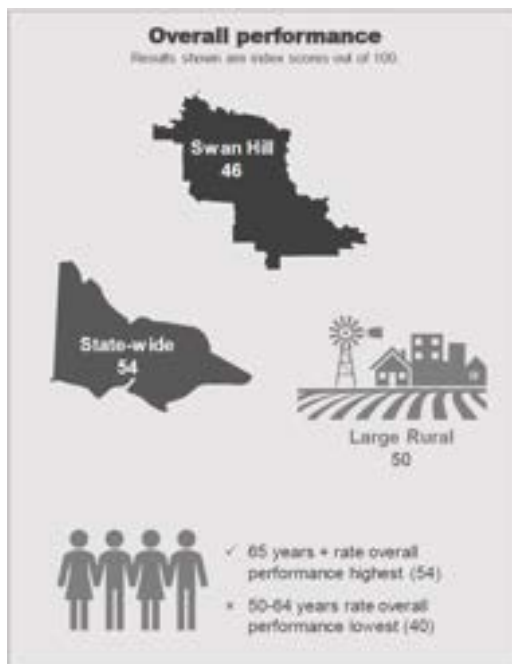 Overall performance
Results shown are index scores out of 100.
Swan Hill
46
State-wide
54
Large Rural
50
✓ 65 years + rate overall
performance highest (54)
× 50-64 years rate overall
performance lowest (40)